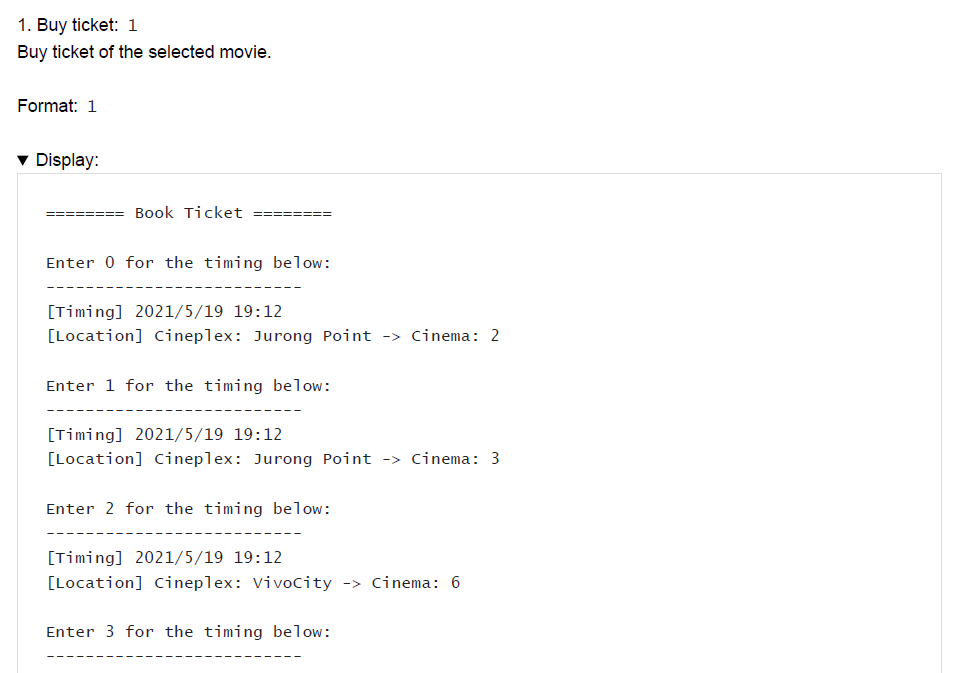 1. Buy ticket: 1
Buy ticket of the selected movie.
Format: 1
▼ Display:
======== Book Ticket ========
Enter 0 for the timing below:
--------------------------
[Timing] 2021/5/19 19:12
[Location] Cineplex: Jurong Point -> Cinema: 2
Enter 1 for the timing below:
--------------------------
[Timing] 2021/5/19 19:12
[Location] Cineplex: Jurong Point -> Cinema: 3
Enter 2 for the timing below:
--------------------------
[Timing] 2021/5/19 19:12
[Location] Cineplex: VivoCity -> Cinema: 6
Enter 3 for the timing below:
--------------------------